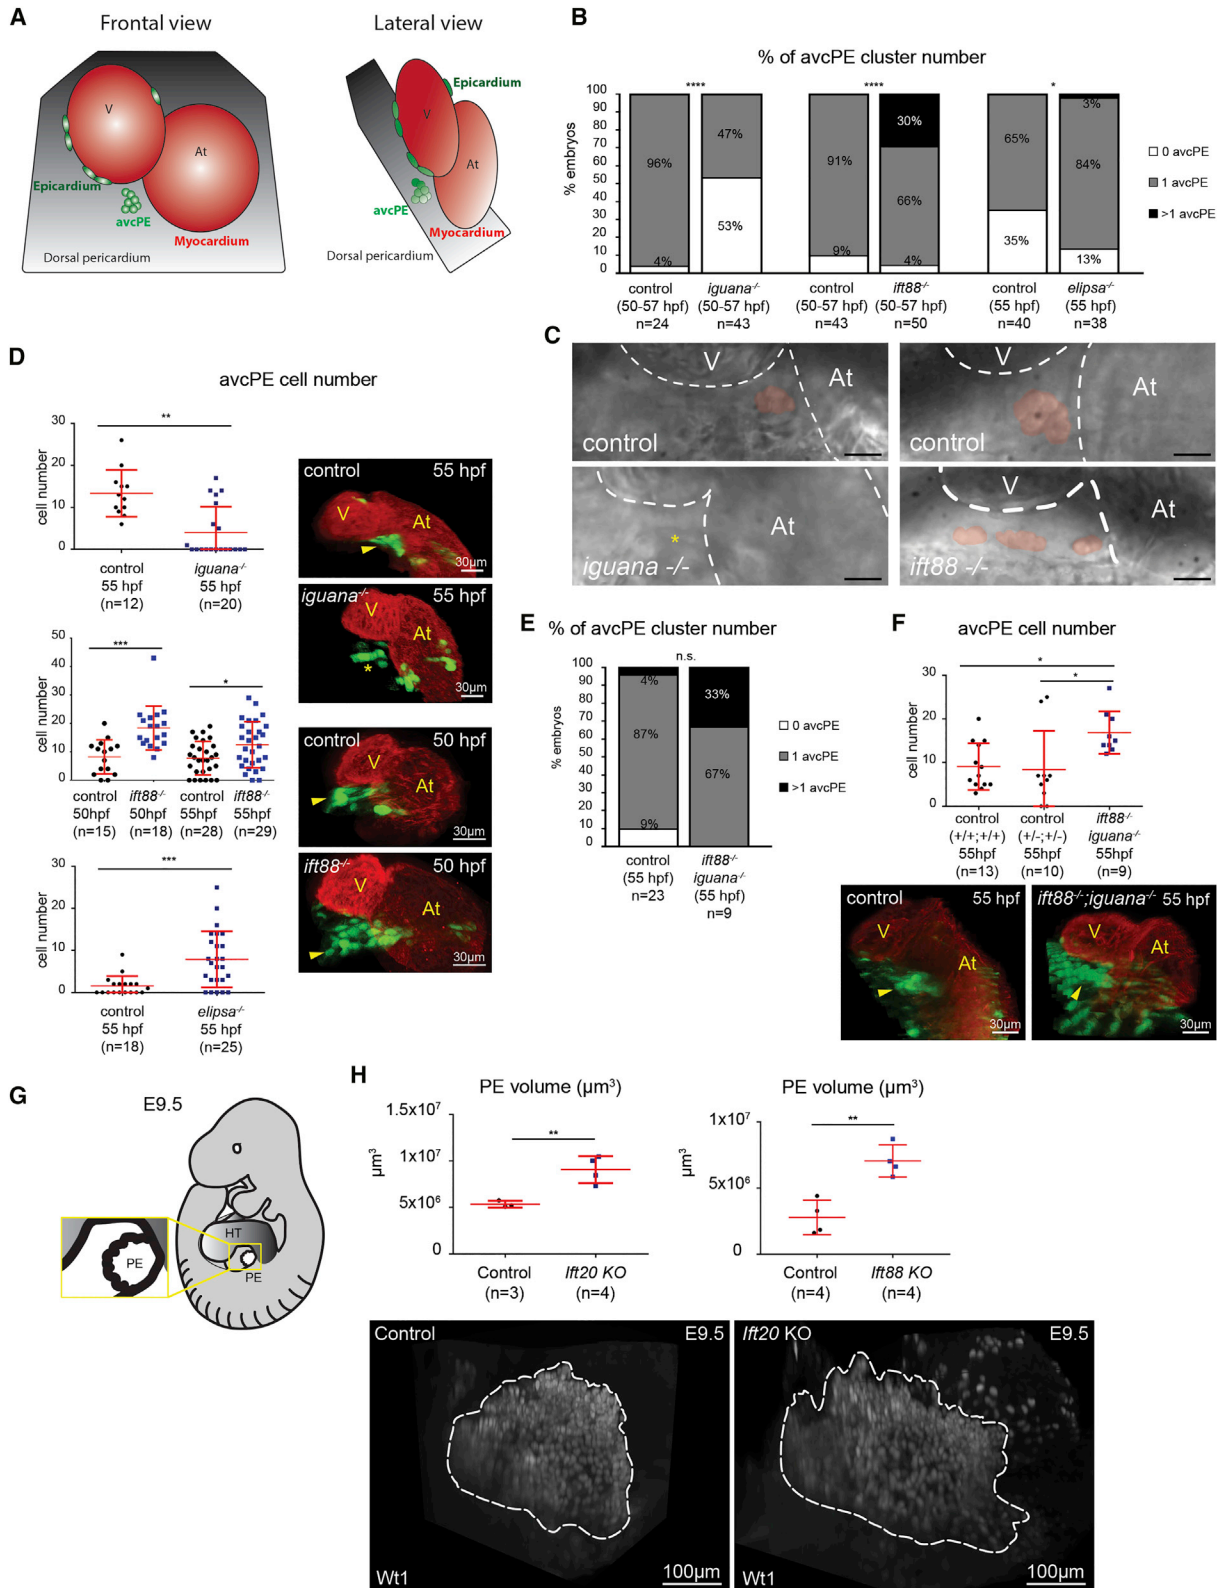 A
Frontal view
Lateral view
V
At
Epicardium
avcPE
Myocardium
Dorsal pericardium
Epicardium
V
At
avcPE
Myocardium
Dorsal pericardium
B
% of avcPE cluster number
**** **** *
% embryos
100
90
80
70
60
50
40
30
20
10
0
96%
4%
47%
53%
91%
9%
30%
66%
4%
65%
35%
3%
84%
13%
0 avcPE
1 avcPE
>1 avcPE
control
(50-57 hpf)
n=24
iguana-/-
(50-57 hpf)
n=43
control
(50-57 hpf)
n=43
ift88-/-
(50-57 hpf)
n=50
control
(55 hpf)
n=40
elipsa-/-
(55 hpf)
n=38
C
V
At
control
V
At
control
At
*
iguana -/-
V
At
ift88 -/-
D
avcPE cell number
**
cell number
30
20
10
0
control
55 hpf
(n=12)
iguana-/-
55 hpf
(n=20)
***
*
cell number
50
40
30
20
10
0
control
50hpf
(n=15)
ift88-/-
50hpf
(n=18)
control
55hpf
(n=28)
ift88-/-
55hpf
(n=29)
***
cell number
30
20
10
0
control
55 hpf
(n=18)
elipsa-/-
55 hpf
(n=25)
control 55 hpf
V
At
30µm
iguana-/- 55 hpf
V
At
*
30µm
control 50 hpf
V
At
30µm
ift88-/- 50 hpf
V
At
30µm
E
% of avcPE cluster number
n.s.
% embryos
100
90
80
70
60
50
40
30
20
10
0
4%
87%
9%
33%
67%
0 avcPE
1 avcPE
>1 avcPE
control
(55 hpf)
n=23
ift88-/-
iguana-/-
(55 hpf)
n=9
F
avcPE cell number
*
*
cell number
30
20
10
0
control
(+/+;+/+)
55hpf
(n=13)
control
(+/-;+/-)
55hpf
(n=10)
ift88-/-
iguana-/-
55hpf
(n=9)
control 55 hpf
V
At
30µm
ift88-/-;iguana-/- 55 hpf
V
At
30µm
G
E9.5
HT
PE
PE
H
PE volume (µm³)
µm³
1.5x10⁷
1x10⁷
5x10⁶
0
**
Control
(n=3)
Ift20 KO
(n=4)
PE volume (µm³)
µm³
1x10⁷
5x10⁶
0
**
Control
(n=4)
Ift88 KO
(n=4)
Control E9.5
Wt1
100µm
Ift20 KO E9.5
Wt1
100µm